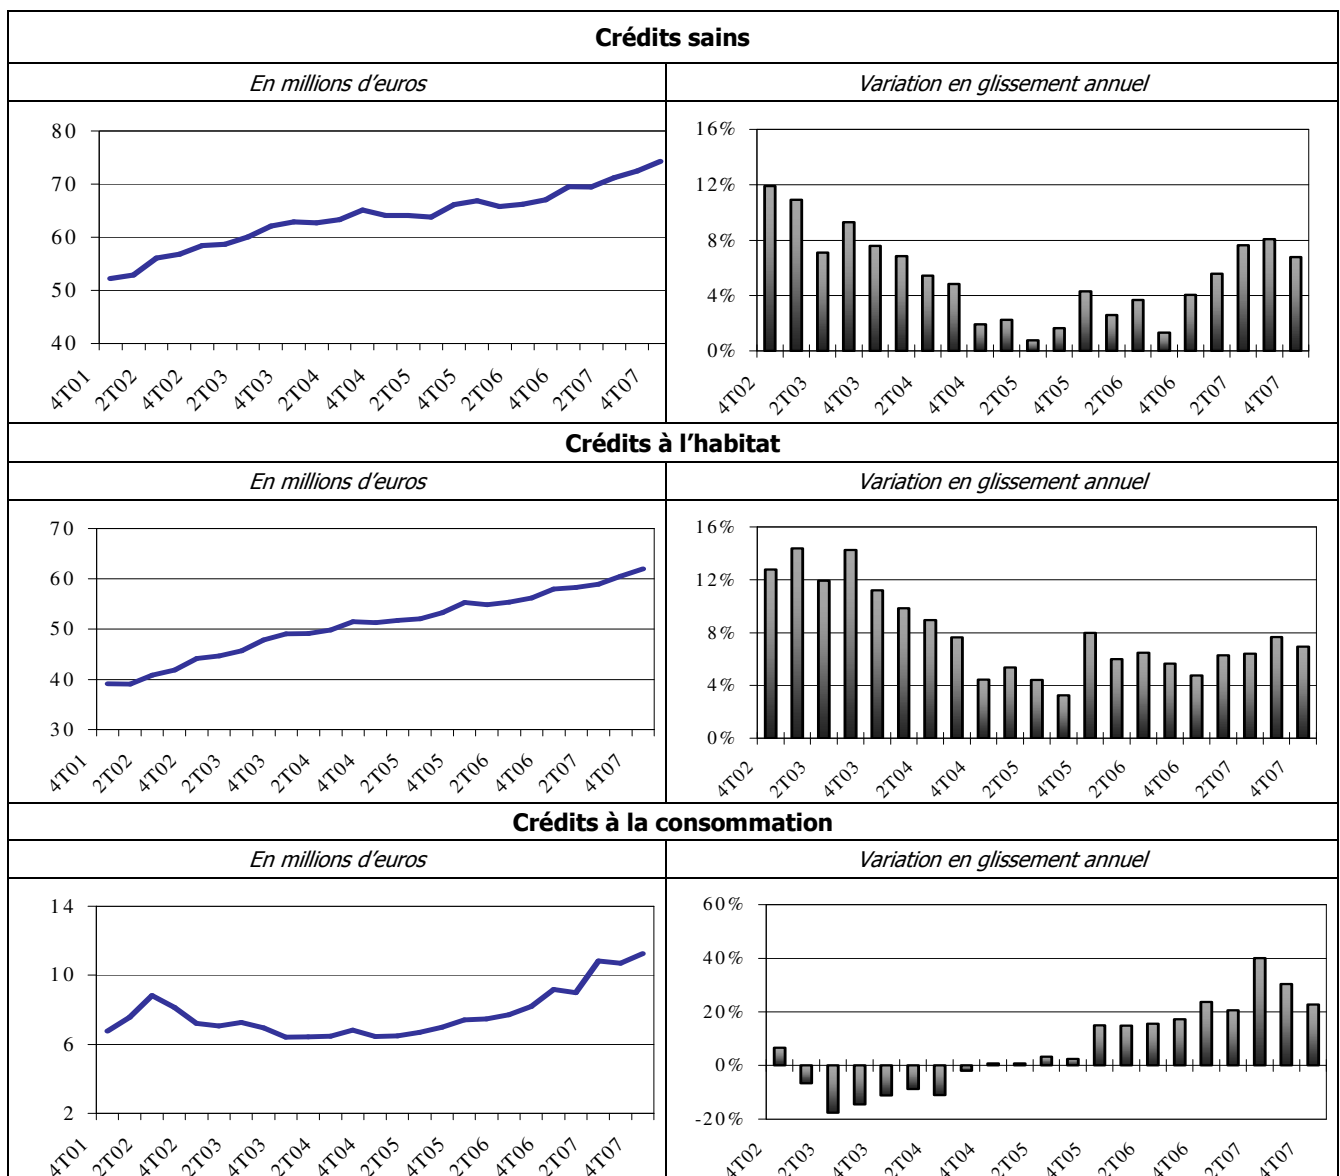 Crédits sains
En millions d'euros
Variation en glissement annuel
80
70
60
50
40
4T01 2T02 4T02 2T03 4T03 2T04 4T04 2T05 4T05 2T06 4T06 2T07 4T07
16%
12%
8%
4%
0%
4T02 2T03 4T03 2T04 4T04 2T05 4T05 2T06 4T06 2T07 4T07
Crédits à l'habitat
En millions d'euros
Variation en glissement annuel
70
60
50
40
30
4T01 2T02 4T02 2T03 4T03 2T04 4T04 2T05 4T05 2T06 4T06 2T07 4T07
16%
12%
8%
4%
0%
4T02 2T03 4T03 2T04 4T04 2T05 4T05 2T06 4T06 2T07 4T07
Crédits à la consommation
En millions d'euros
Variation en glissement annuel
14
10
6
2
4T01 2T02 4T02 2T03 4T03 2T04 4T04 2T05 4T05 2T06 4T06 2T07 4T07
60%
40%
20%
0%
-20%
4T02 2T03 4T03 2T04 4T04 2T05 4T05 2T06 4T06 2T07 4T07